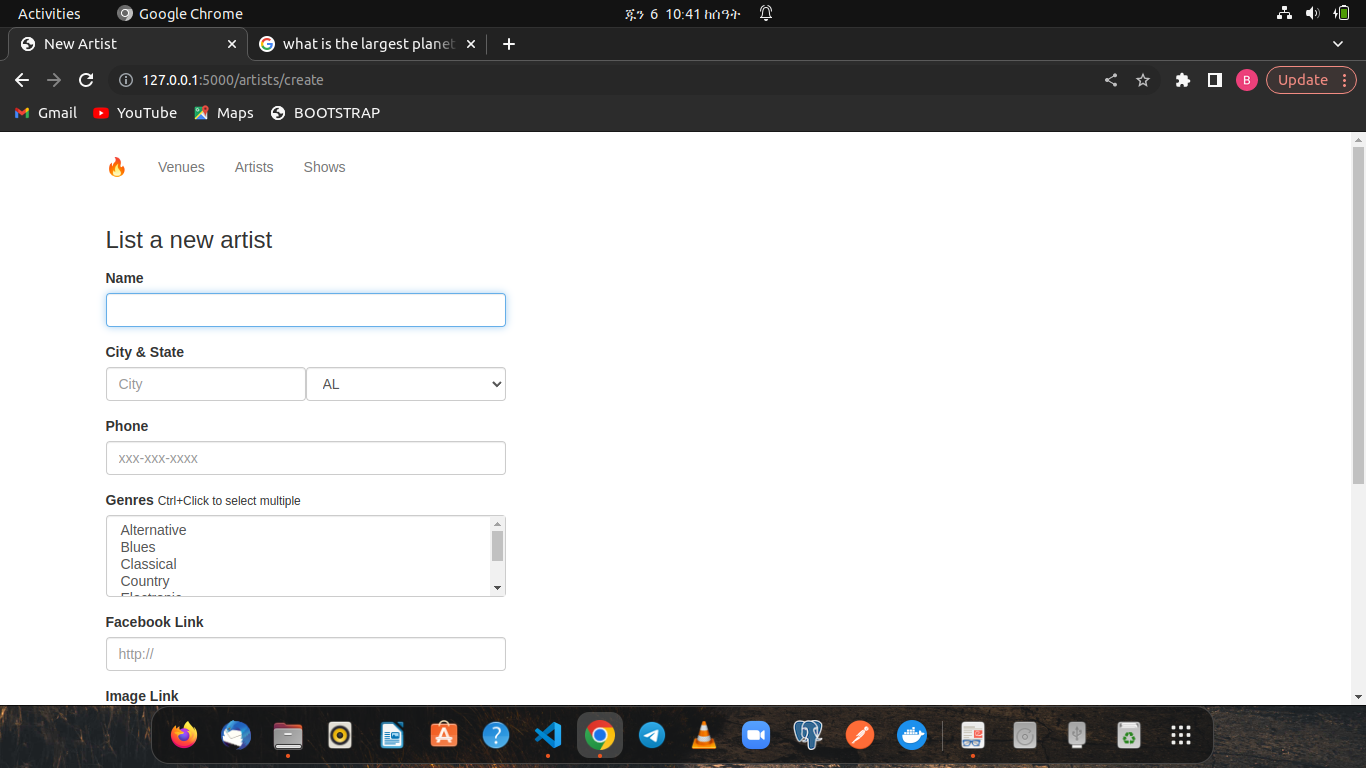 Activities
Google Chrome
ጁን 6 10:41 ከሰዓት
New Artist
what is the largest planet
127.0.0.1:5000/artists/create
B
Update
Gmail
YouTube
Maps
BOOTSTRAP
Venues
Artists
Shows
List a new artist
Name
City & State
City
AL
Phone
xxx-xxx-xxxx
Genres Ctrl+Click to select multiple
Alternative
Blues
Classical
Country
Electronic
Facebook Link
http://
Image Link